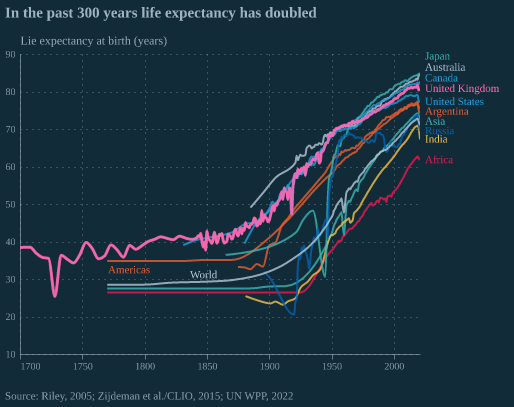 In the past 300 years life expectancy has doubled
Lie expectancy at birth (years)
90
80
70
60
50
40
30
20
10
1700
1750
1800
1850
1900
1950
2000
Japan
Australia
Canada
United Kingdom
United States
Argentina
Asia
Russia
India
Africa
Americas
World
Source: Riley, 2005; Zijdeman et al./CLIO, 2015; UN WPP, 2022